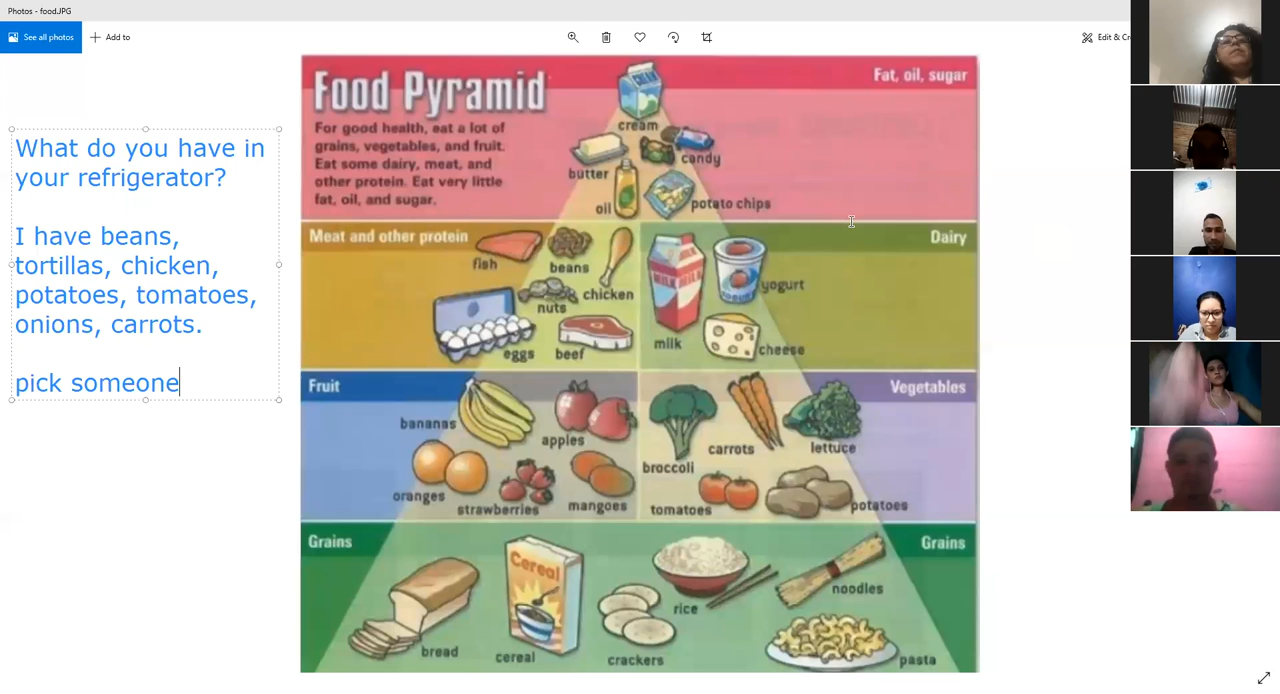 Photos - food.JPG
See all photos
Add to
Edit & Cr
What do you have in
your refrigerator?
I have beans,
tortillas, chicken,
potatoes, tomatoes,
onions, carrots.
pick someone
Food Pyramid
For good health, eat a lot of
grains, vegetables, and fruit.
Eat some dairy, meat, and
other protein. Eat very little
fat, oil, and sugar.
Fat, oil, sugar
CREAM
cream
butter
candy
oil
potato chips
Meat and other protein
fish
beans
chicken
nuts
eggs
beef
Dairy
MILK MILK
milk
yogurt
cheese
Fruit
bananas
apples
oranges
strawberries
mangoes
Vegetables
broccoli
carrots
lettuce
tomatoes
potatoes
Grains
Grains
bread
Cereal
cereal
crackers
rice
noodles
pasta